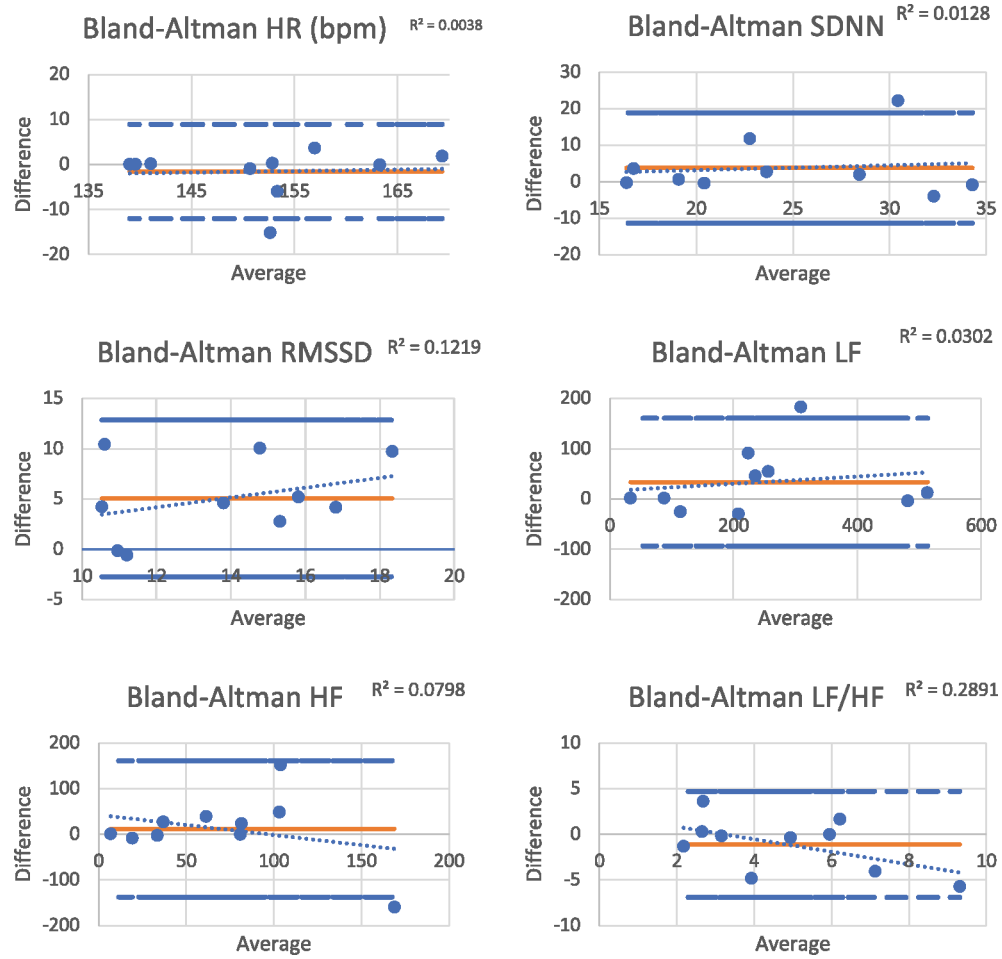 Bland-Altman HR (bpm) R² = 0.0038
20
10
0
-10
-20
135 145 155 165
Difference
Average
Bland-Altman SDNN R² = 0.0128
30
20
10
0
-10
-20
15 20 25 30 35
Difference
Average
Bland-Altman RMSSD R² = 0.1219
15
10
5
0
-5
10 12 14 16 18 20
Difference
Average
Bland-Altman LF R² = 0.0302
200
100
0
-100
-200
0 200 400 600
Difference
Average
Bland-Altman HF R² = 0.0798
200
100
0
-100
-200
0 50 100 150 200
Difference
Average
Bland-Altman LF/HF R² = 0.2891
10
5
0
-5
-10
0 2 4 6 8 10
Difference
Average